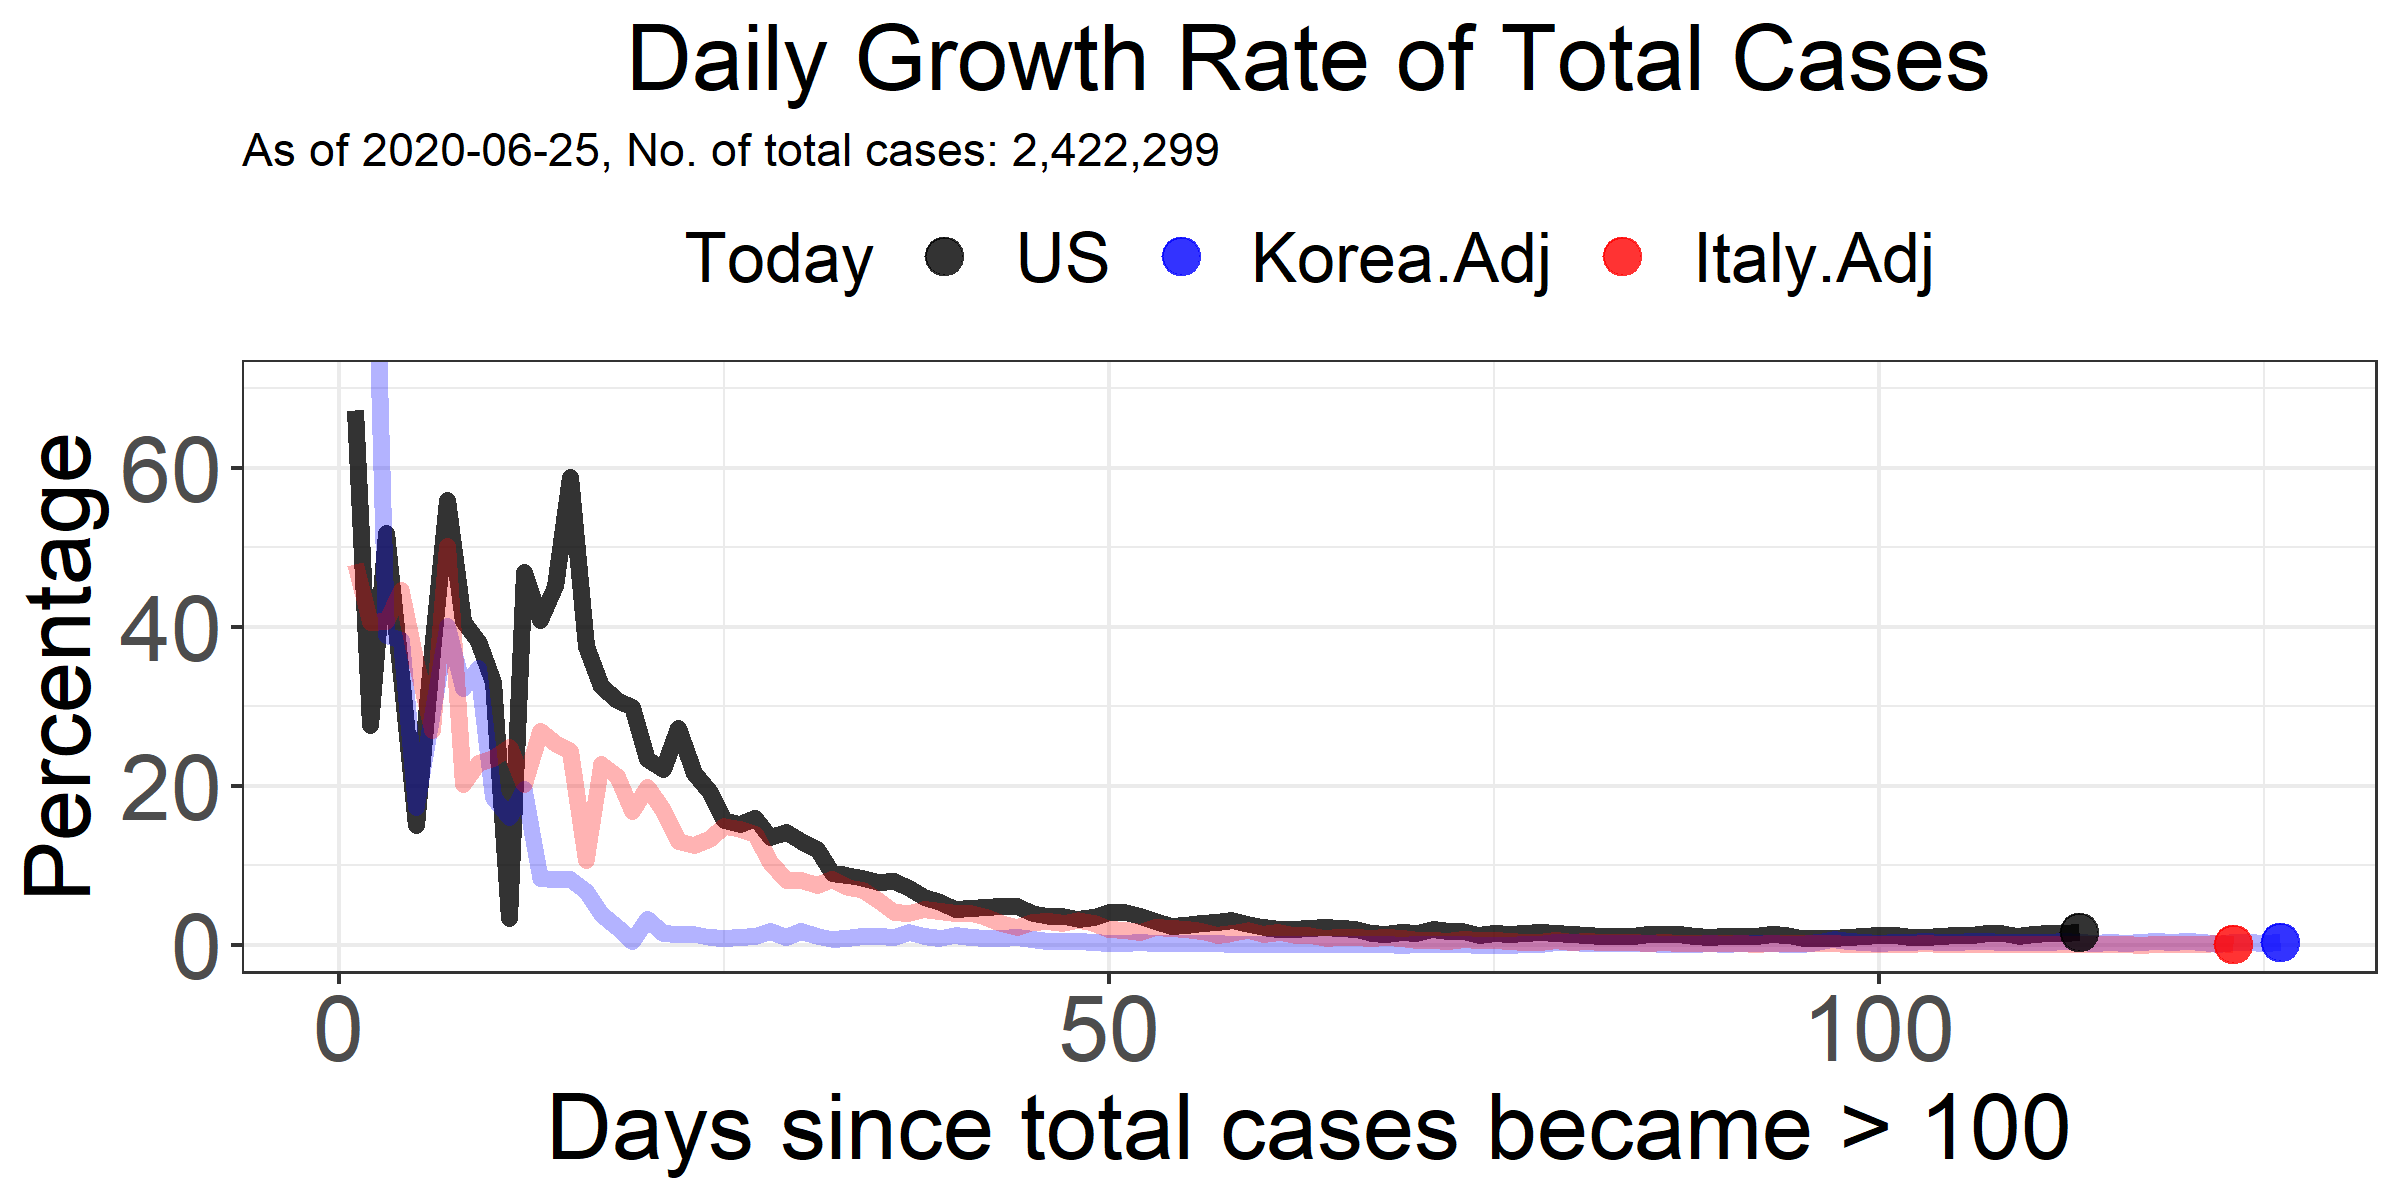 Daily Growth Rate of Total Cases
As of 2020-06-25, No. of total cases: 2,422,299
Today US Korea.Adj Italy.Adj
Percentage
60
40
20
0
0 50 100
Days since total cases became > 100